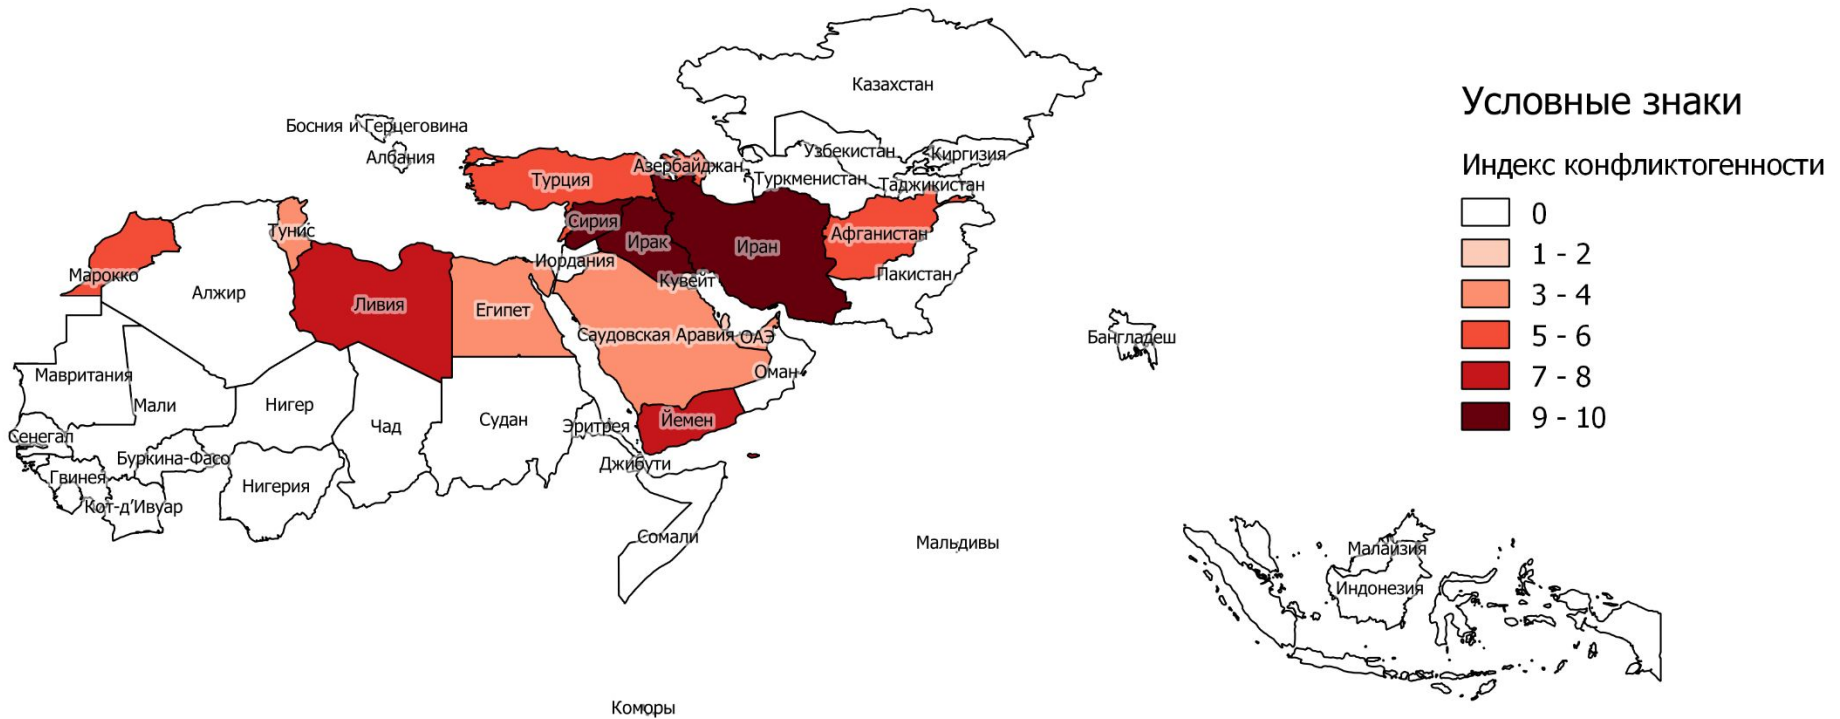 Казахстан
Условные знаки
Босния и Герцеговина
Албания
Узбекистан
Киргизия
Азербайджан
Туркменистан
Таджикистан
Турция
Индекс конфликтогенности
0
1 - 2
3 - 4
5 - 6
7 - 8
9 - 10
Сирия
Тунис
Ирак
Иран
Афганистан
Иордания
Марокко
Пакистан
Кувейт
Алжир
Ливия
Египет
Саудовская Аравия
ОАЭ
Бангладеш
Мавритания
Оман
Мали
Нигер
Чад
Судан
Эритрея
Йемен
Сенегал
Буркина-Фасо
Джибути
Гвинея
Нигерия
Кот-д'Ивуар
Сомали
Мальдивы
Малайзия
Индонезия
Коморы